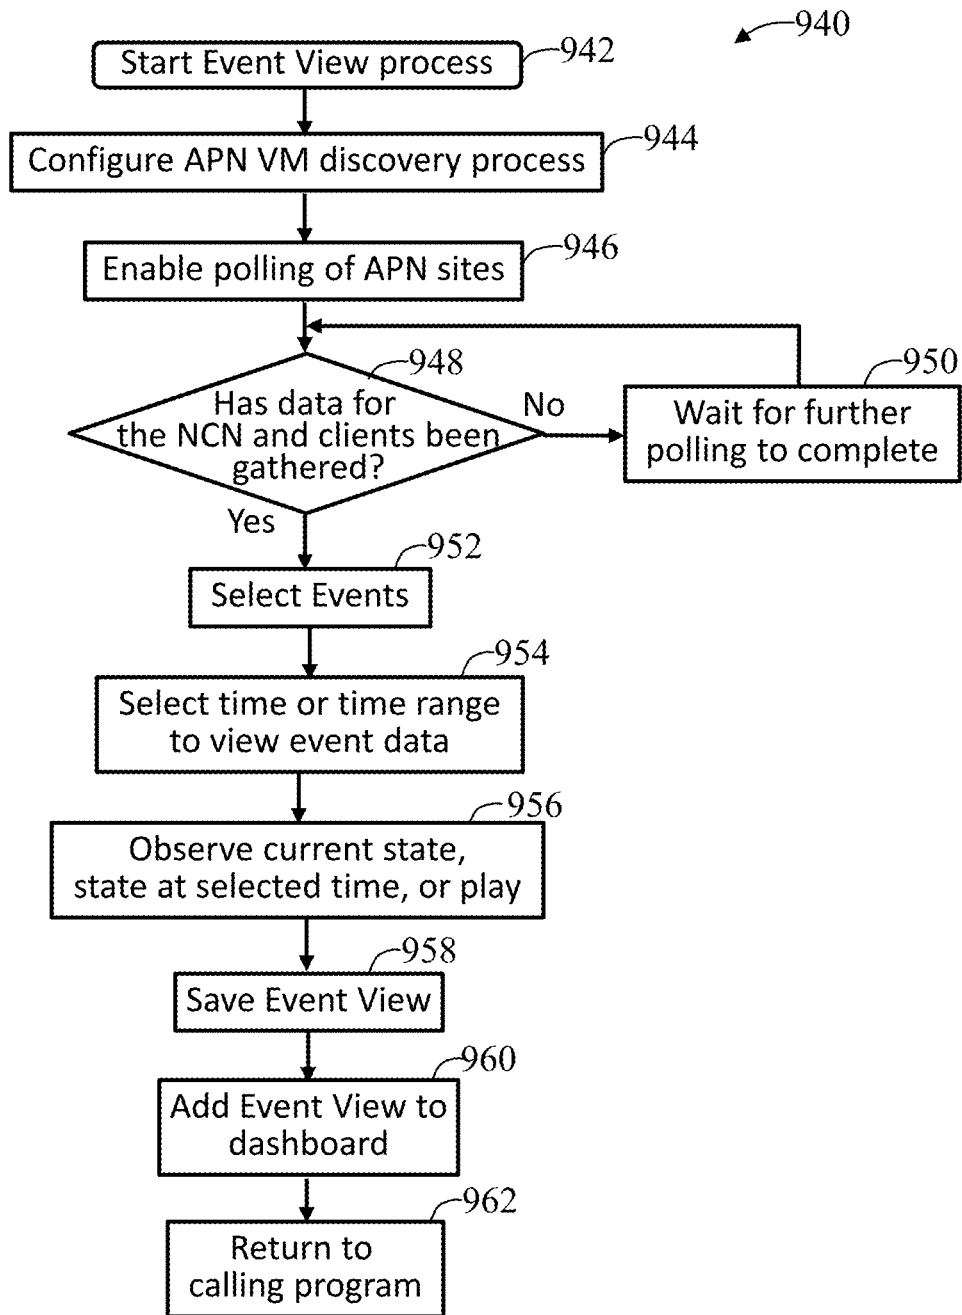 940
Start Event View process
942
Configure APN VM discovery process
944
Enable polling of APN sites
946
948
Has data for
the NCN and clients been
gathered?
No
Yes
950
Wait for further
polling to complete
952
Select Events
954
Select time or time range
to view event data
956
Observe current state,
state at selected time, or play
958
Save Event View
960
Add Event View to
dashboard
962
Return to
calling program